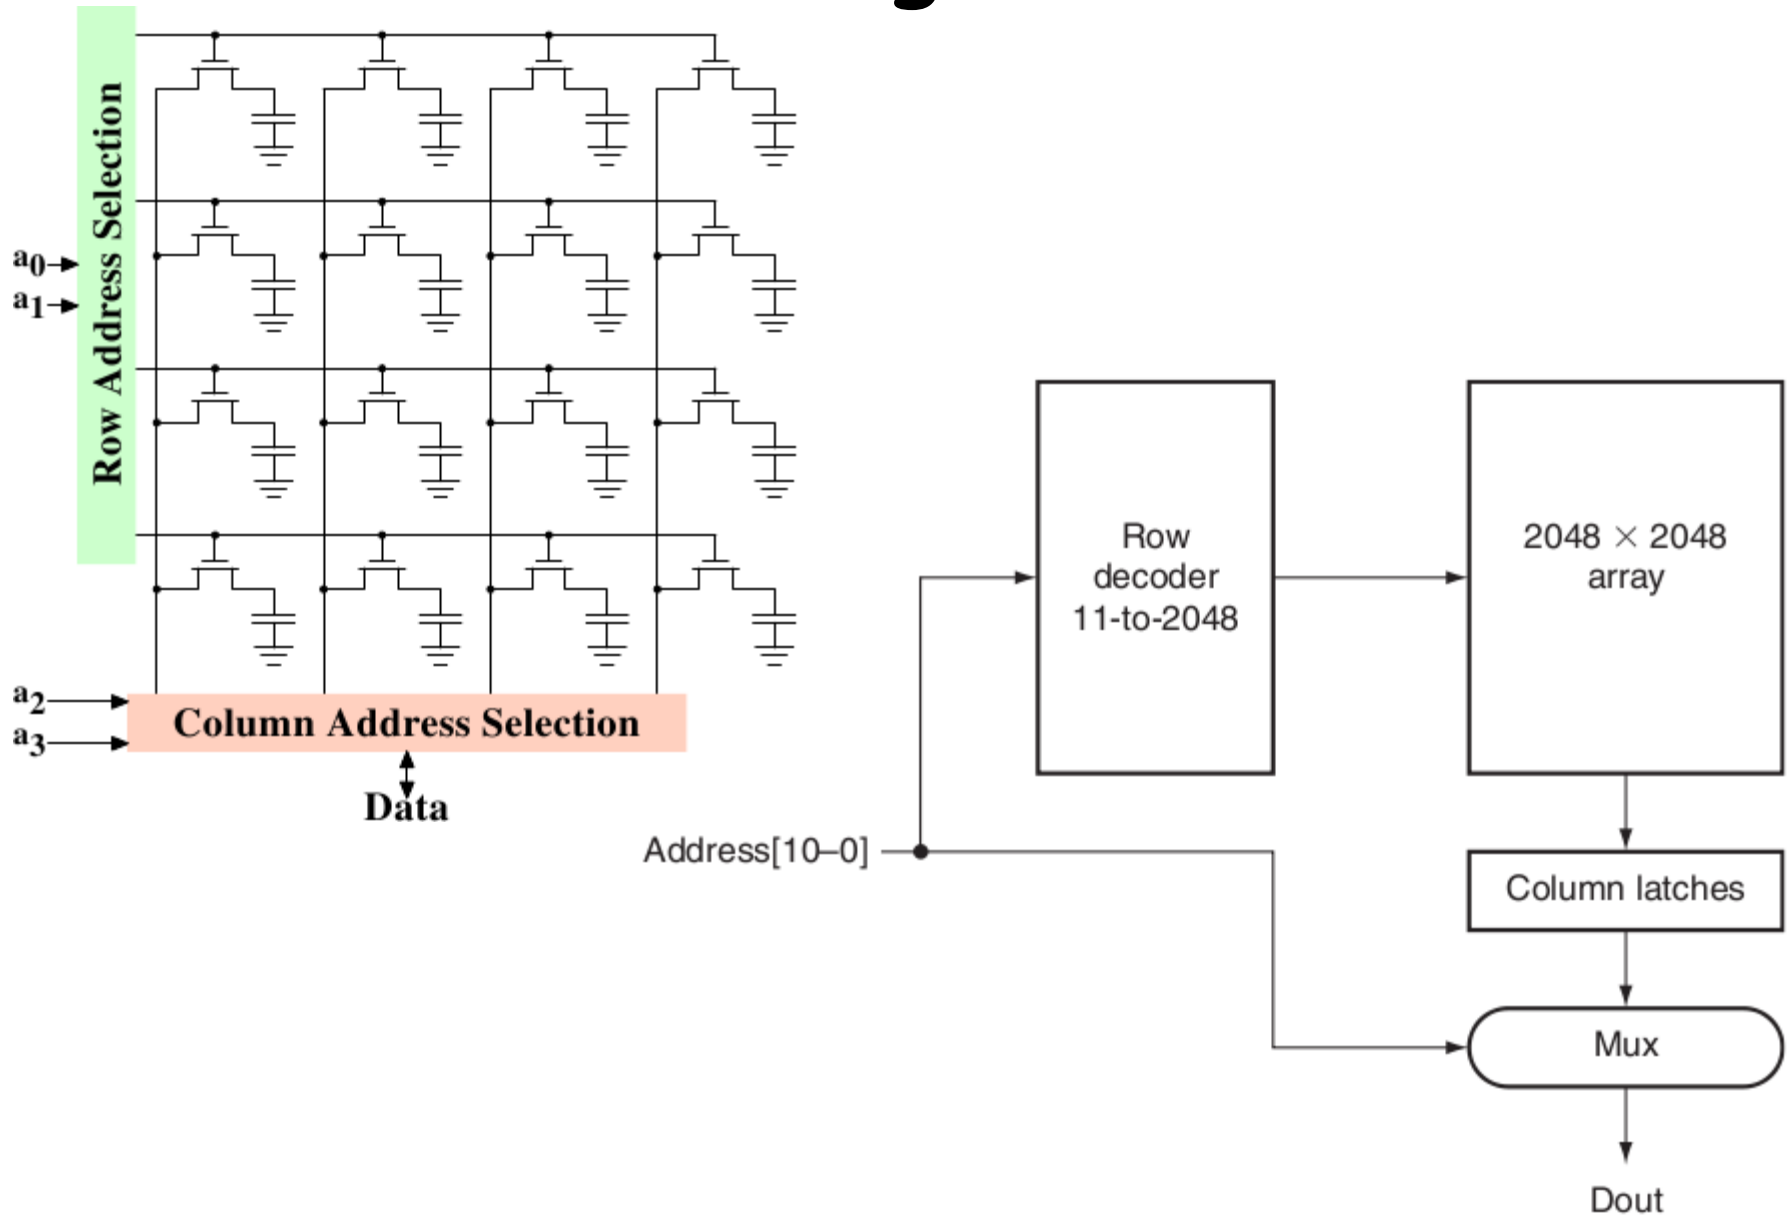 Row Address Selection
a0
a1
a2
a3
Column Address Selection
Data
Address[10–0]
Row
decoder
11-to-2048
2048 × 2048
array
Column latches
Mux
Dout